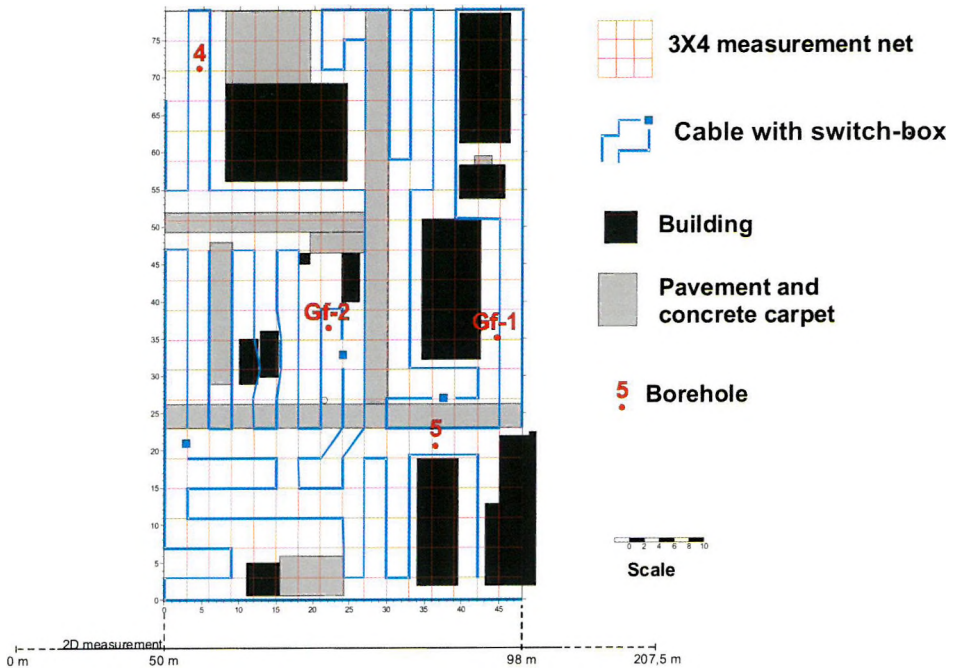 75
70
65
60
55
50
45
40
35
30
25
20
15
10
5
0
0
5
10
15
20
25
30
35
40
45
4
Gf-2
Gf-1
5
3X4 measurement net
Cable with switch-box
Building
Pavement and
concrete carpet
5
Borehole
0 2 4 6 8 10
Scale
2D measurement
0 m
50 m
98 m
207,5 m